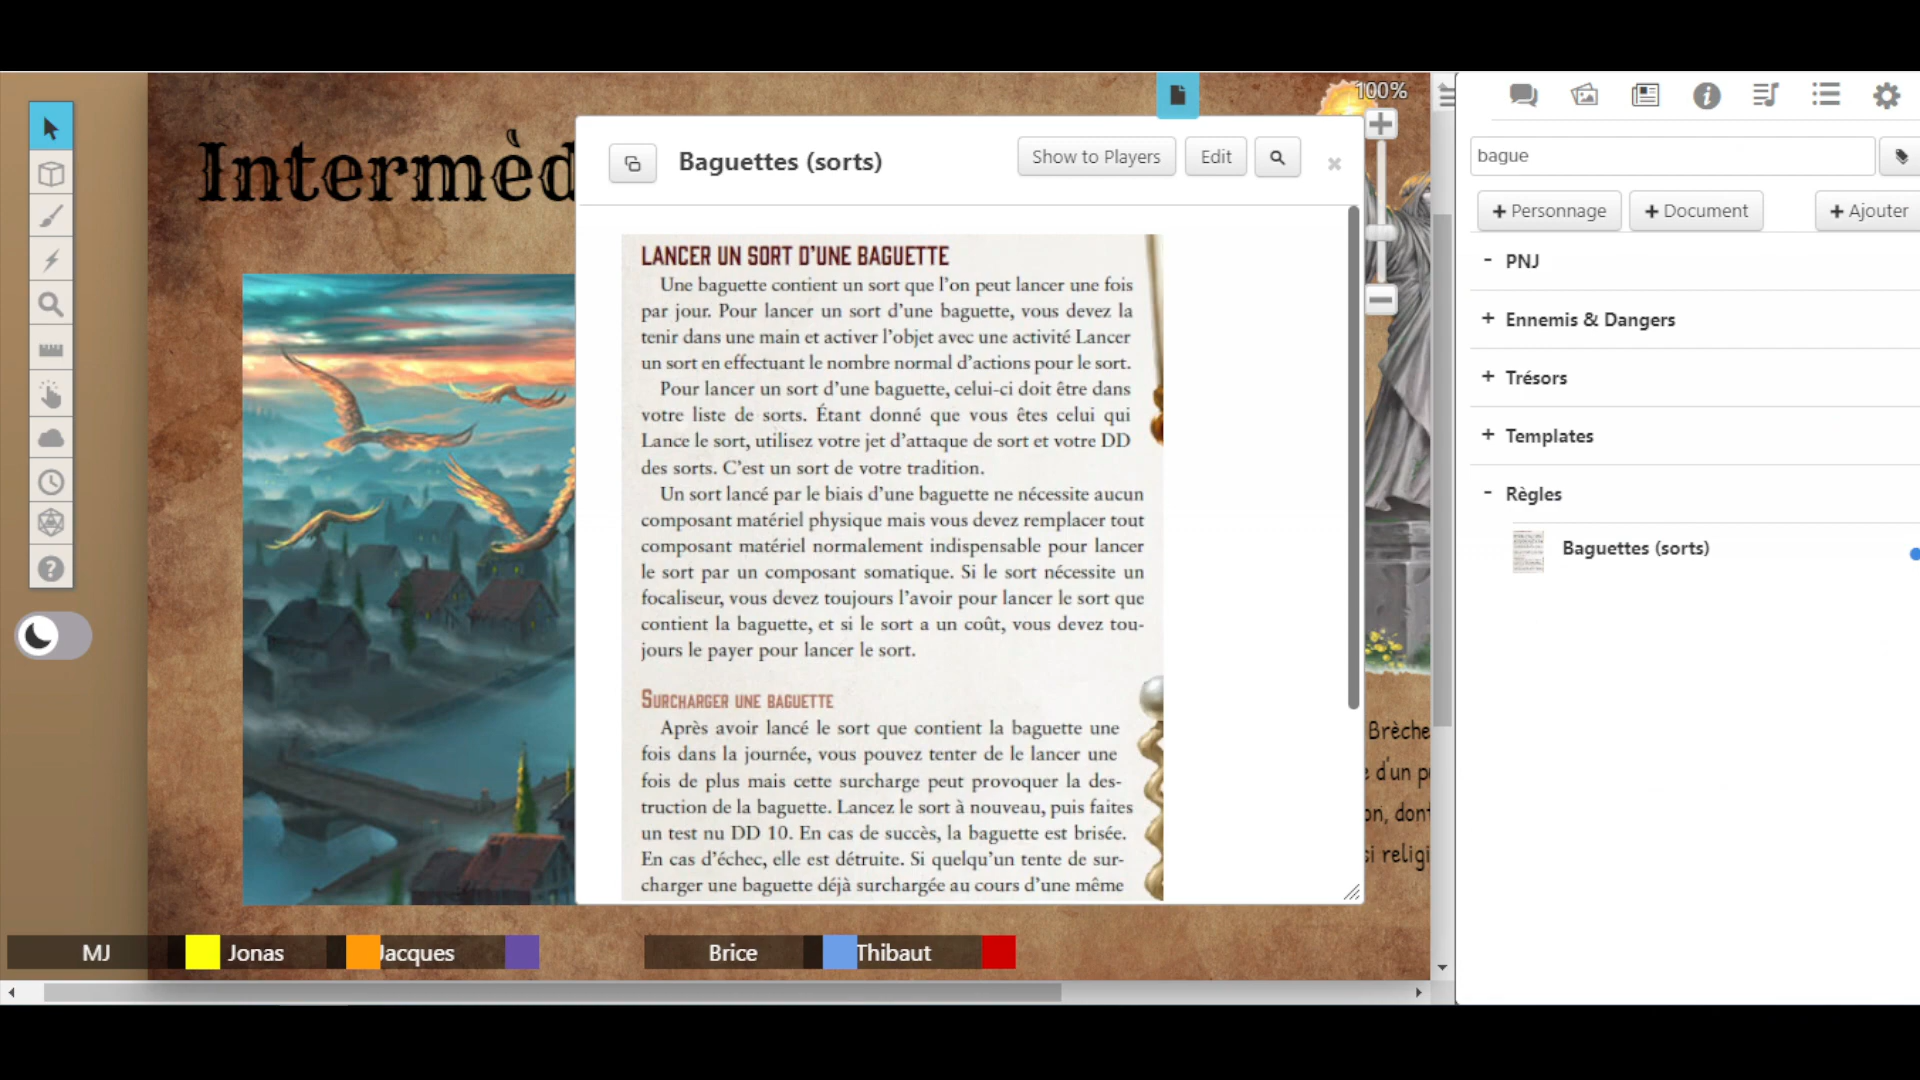 100%
Intermèd
Baguettes (sorts)
Show to Players
Edit
LANCER UN SORT D'UNE BAGUETTE
Une baguette contient un sort que l'on peut lancer une fois
par jour. Pour lancer un sort d'une baguette, vous devez la
tenir dans une main et activer l'objet avec une activité Lancer
un sort en effectuant le nombre normal d'actions pour le sort.
Pour lancer un sort d'une baguette, celui-ci doit être dans
votre liste de sorts. Étant donné que vous êtes celui qui
Lance le sort, utilisez votre jet d'attaque de sort et votre DD
des sorts. C'est un sort de votre tradition.
Un sort lancé par le biais d'une baguette ne nécessite aucun
composant matériel physique mais vous devez remplacer tout
composant matériel normalement indispensable pour lancer
le sort par un composant somatique. Si le sort nécessite un
focaliseur, vous devez toujours l'avoir pour lancer le sort que
contient la baguette, et si le sort a un coût, vous devez tou-
jours le payer pour lancer le sort.
SURCHARGER UNE BAGUETTE
Après avoir lancé le sort que contient la baguette une
fois dans la journée, vous pouvez tenter de le lancer une
fois de plus mais cette surcharge peut provoquer la des-
truction de la baguette. Lancez le sort à nouveau, puis faites
un test nu DD 10. En cas de succès, la baguette est brisée.
En cas d'échec, elle est détruite. Si quelqu'un tente de sur-
charger une baguette déjà surchargée au cours d'une même
Brèche
e d'un p
on, dont
si religi
MJ
Jonas
Jacques
Brice
Thibaut
bague
+ Personnage
+ Document
+ Ajouter
- PNJ
+ Ennemis & Dangers
+ Trésors
+ Templates
- Règles
Baguettes (sorts)